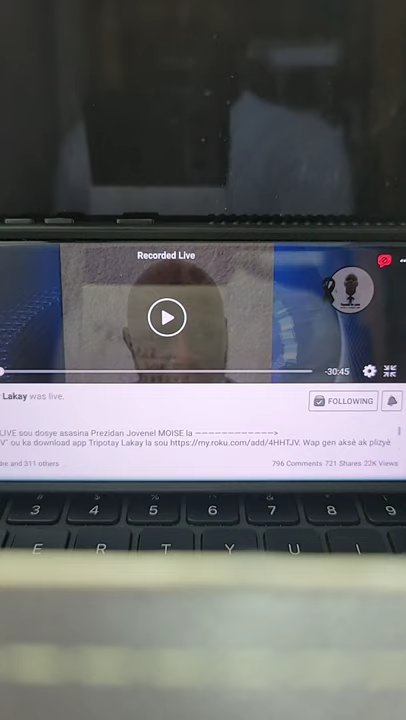 Recorded Live
-30:45
Lakay was live.
FOLLOWING
LIVE sou dosye asasina Prezidan Jovenel MOISE la ———————————>
V" ou ka download app Tripotay Lakay la sou https://my.roku.com/add/4HHTJV. Wap gen aksè ak plizyè
and 311 others
796 Comments 721 Shares 22K Views
3 4 5 6 7 8 9
E R T Y U I